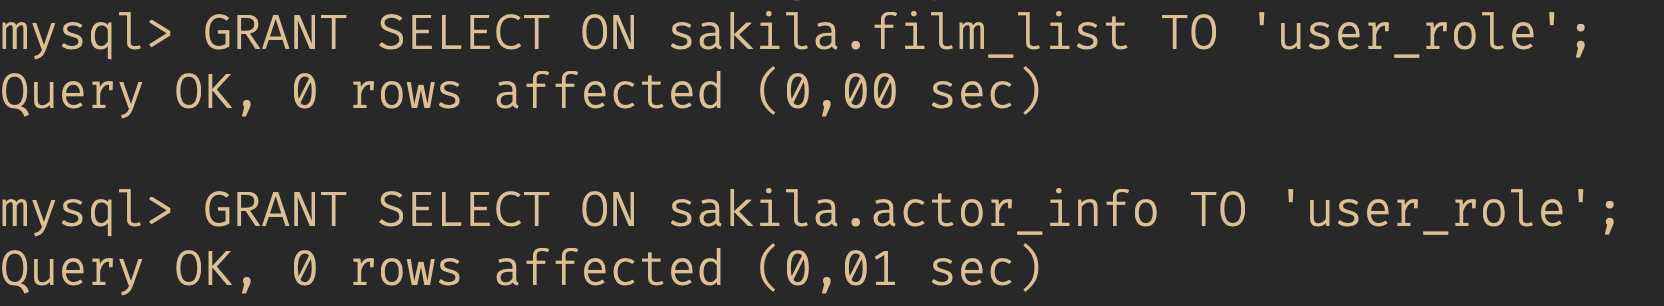 mysql> GRANT SELECT ON sakila.film_list TO 'user_role';
Query OK, 0 rows affected (0,00 sec)
mysql> GRANT SELECT ON sakila.actor_info TO 'user_role';
Query OK, 0 rows affected (0,01 sec)